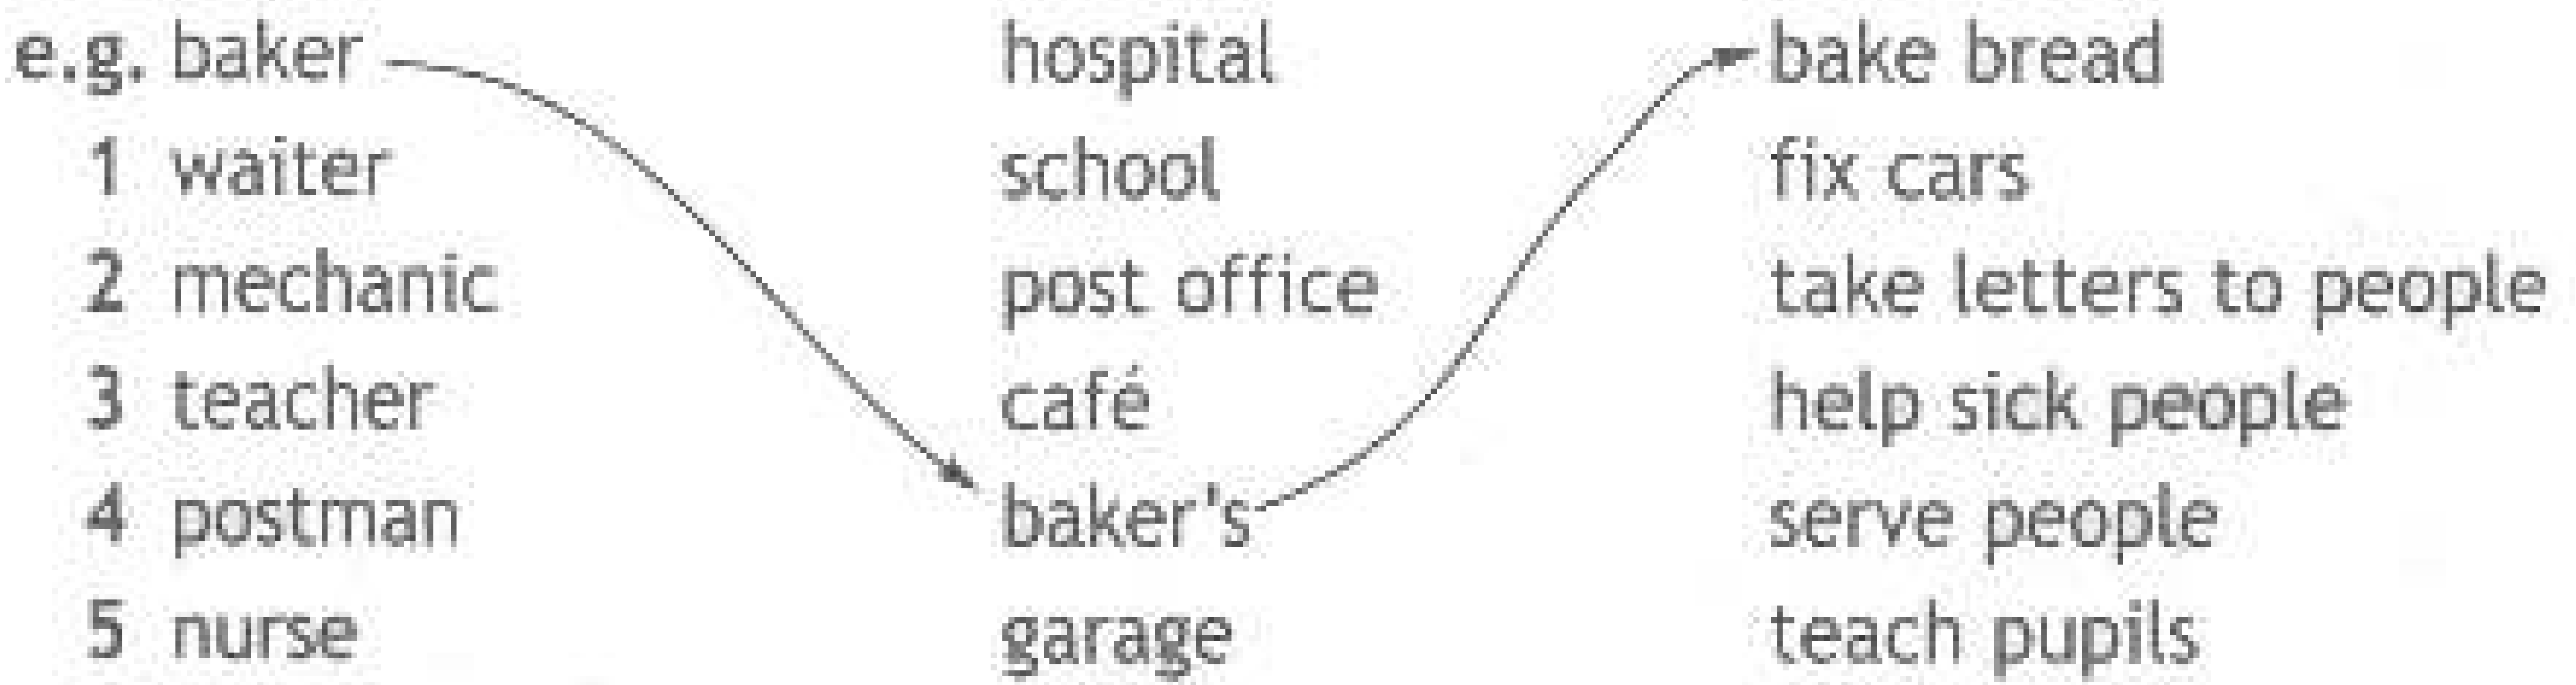 e.g. baker hospital bake bread
1 waiter school fix cars
2 mechanic post office take letters to people
3 teacher café help sick people
4 postman baker's serve people
5 nurse garage teach pupils